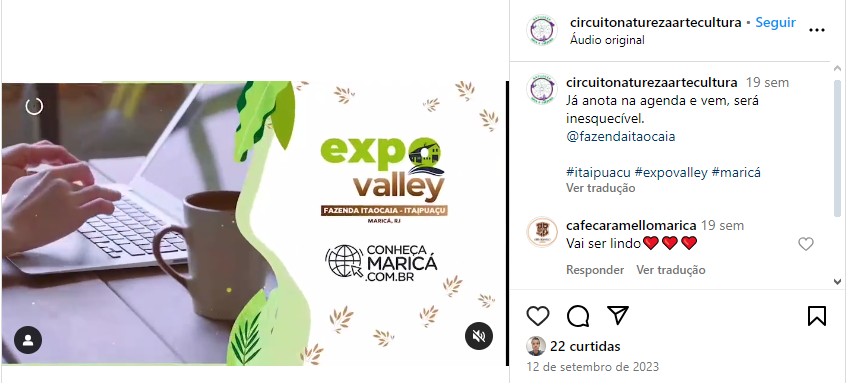 expo
valley
FAZENDA ITAOCAIA - ITAIPUAÇU
MARICÁ, RJ
CONHEÇA
MARICÁ
.COM.BR
circuitonaturezaartecultura • Seguir
Áudio original
circuitonaturezaartecultura 19 sem
Já anota na agenda e vem, será
inesquecível.
@fazendaitaocaia
#itaipuacu #expovalley #maricá
Ver tradução
cafecaramellomarica 19 sem
Vai ser lindo❤❤❤
Responder Ver tradução
22 curtidas
12 de setembro de 2023